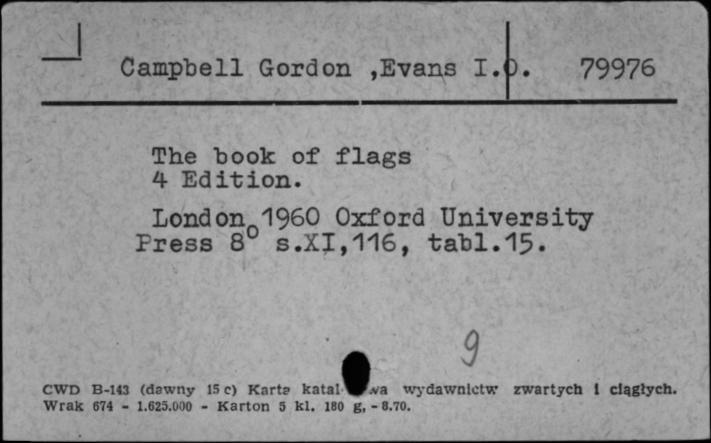 Campbell Gordon ,Evans I.O. 79976
The book of flags
4 Edition.
London 1960 Oxford University
Press 8° s.XI,116, tabl.15.
9
CWD B-143 (dawny 15 c) Karta wydawnictw zwartych i ciągłych.
Wrak 674 - 1.625.000 - Karton 5 kl. 180 g. - 8.70.